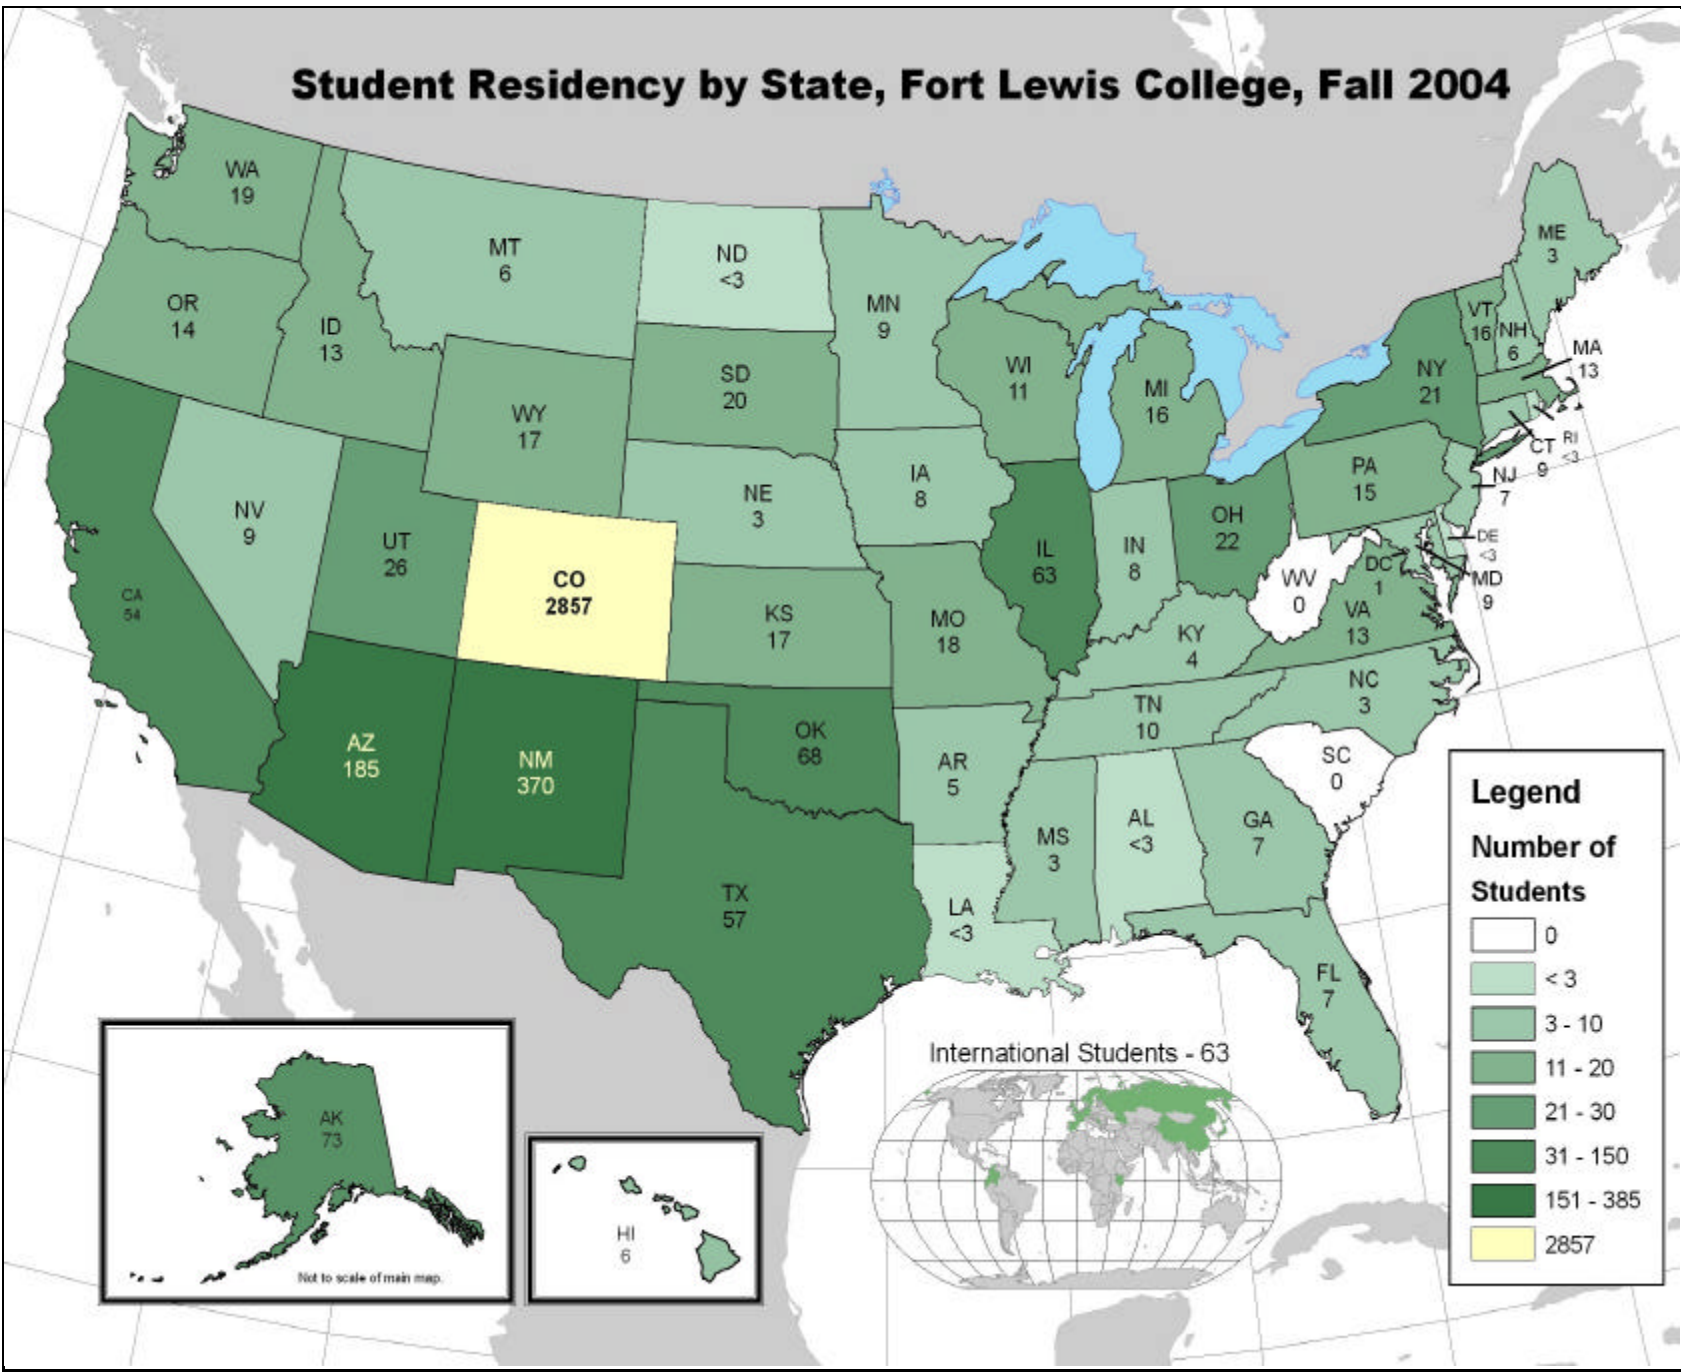 Student Residency by State, Fort Lewis College, Fall 2004
WA
19
MT
6
ND
<3
MN
9
ME
3
OR
14
ID
13
SD
20
WI
11
MI
16
NY
21
VT
16
NH
6
MA
13
WY
17
NE
3
IA
8
PA
15
CT
9
RI
<3
NJ
7
NV
9
UT
26
CO
2857
IL
63
IN
8
OH
22
WV
0
DC
1
DE
<3
MD
9
VA
13
CA
54
KS
17
MO
18
KY
4
NC
3
TN
10
AZ
185
NM
370
OK
68
AR
5
SC
0
TX
57
LA
<3
MS
3
AL
<3
GA
7
FL
7
AK
73
Not to scale of main map.
HI
6
International Students - 63
Legend
Number of
Students
0
< 3
3 - 10
11 - 20
21 - 30
31 - 150
151 - 385
2857